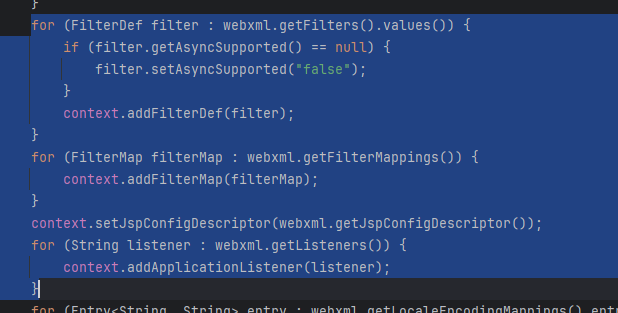 }
for (FilterDef filter : webxml.getFilters().values()) {
if (filter.getAsyncSupported() == null) {
filter.setAsyncSupported("false");
}
context.addFilterDef(filter);
}
for (FilterMap filterMap : webxml.getFilterMappings()) {
context.addFilterMap(filterMap);
}
context.setJspConfigDescriptor(webxml.getJspConfigDescriptor());
for (String listener : webxml.getListeners()) {
context.addApplicationListener(listener);
}
for (Entry<String, String> entry : webxml.getLocaleEncodingMappings().ent